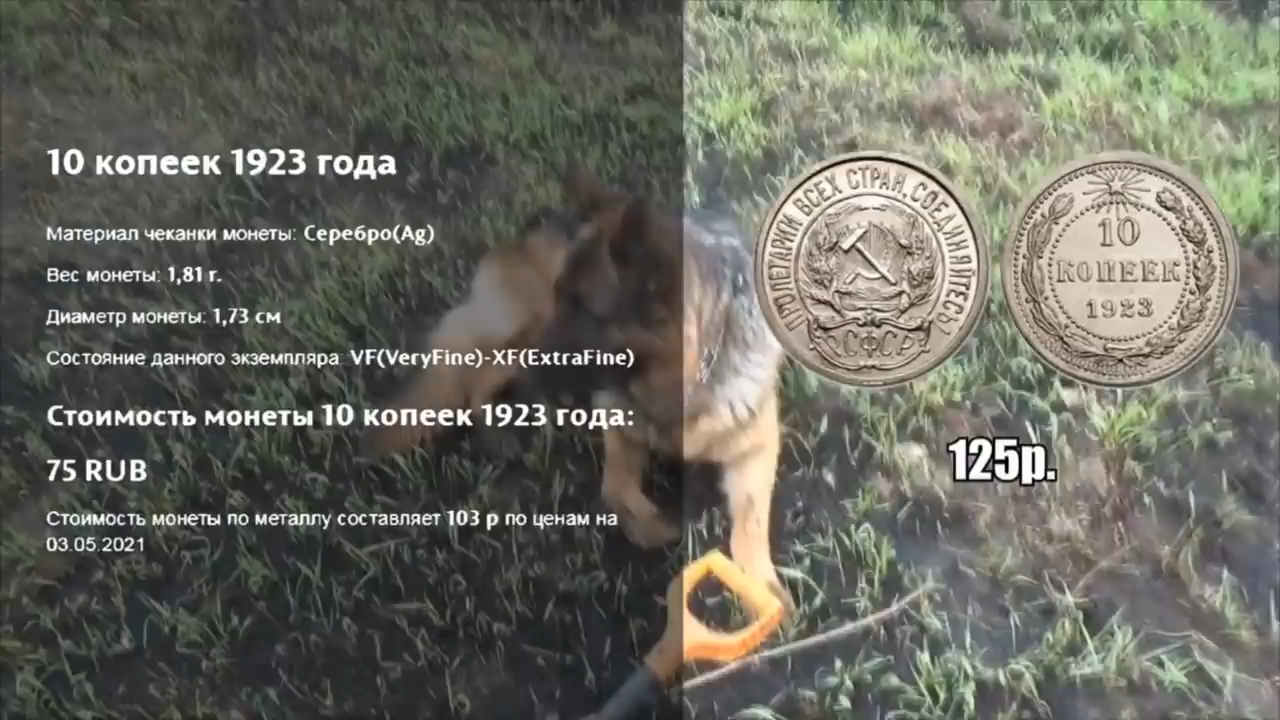 10 копеек 1923 года
Материал чеканки монеты: Серебро(Ag)
Вес монеты: 1,81 г.
Диаметр монеты: 1,73 см
Состояние данного экземпляра: VF(VeryFine)-XF(ExtraFine)
Стоимость монеты 10 копеек 1923 года:
75 RUB
Стоимость монеты по металлу составляет 103 р по ценам на
03.05.2021
ПРОЛЕТАРИИ ВСЕХ СТРАН, СОЕДИНЯЙТЕСЬ!
РСФСР
10
КОПЕЕК
1923
125р.